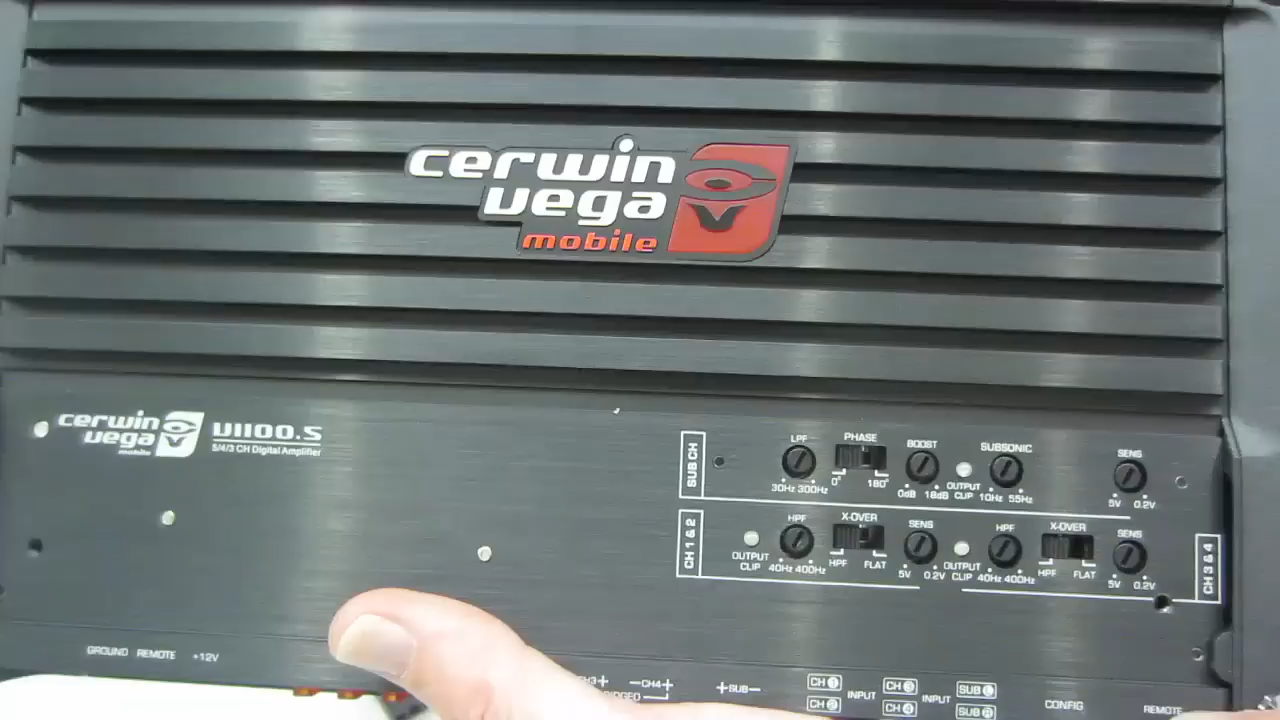 cerwin
vega
mobile
cerwin
vega
mobile
V1100.5
5/4/3 CH Digital Amplifier
SUB CH
LPF
30Hz 300Hz
PHASE
0° 180°
BOOST
0dB 18dB
OUTPUT
CLIP
SUBSONIC
10Hz 55Hz
SENS
5V 0.2V
CH 1 & 2
OUTPUT
CLIP
HPF
40Hz 400Hz
X-OVER
HPF FLAT
SENS
5V 0.2V
OUTPUT
CLIP
HPF
40Hz 400Hz
X-OVER
HPF FLAT
SENS
5V 0.2V
CH 3 & 4
GROUND REMOTE +12V
CH3+ -CH4+
+SUB-
CH 1
CH 2
INPUT
CH 3
CH 4
INPUT
SUB L
SUB R
CONFIG
REMOTE